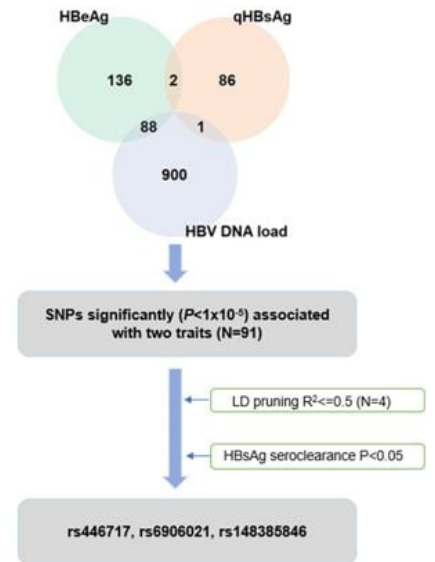 HBeAg
qHBsAg
136
2
86
88
1
900
HBV DNA load
SNPs significantly (P<1x10⁻⁵) associated
with two traits (N=91)
LD pruning R²<=0.5 (N=4)
HBsAg seroclearance P<0.05
rs446717, rs6906021, rs148385846